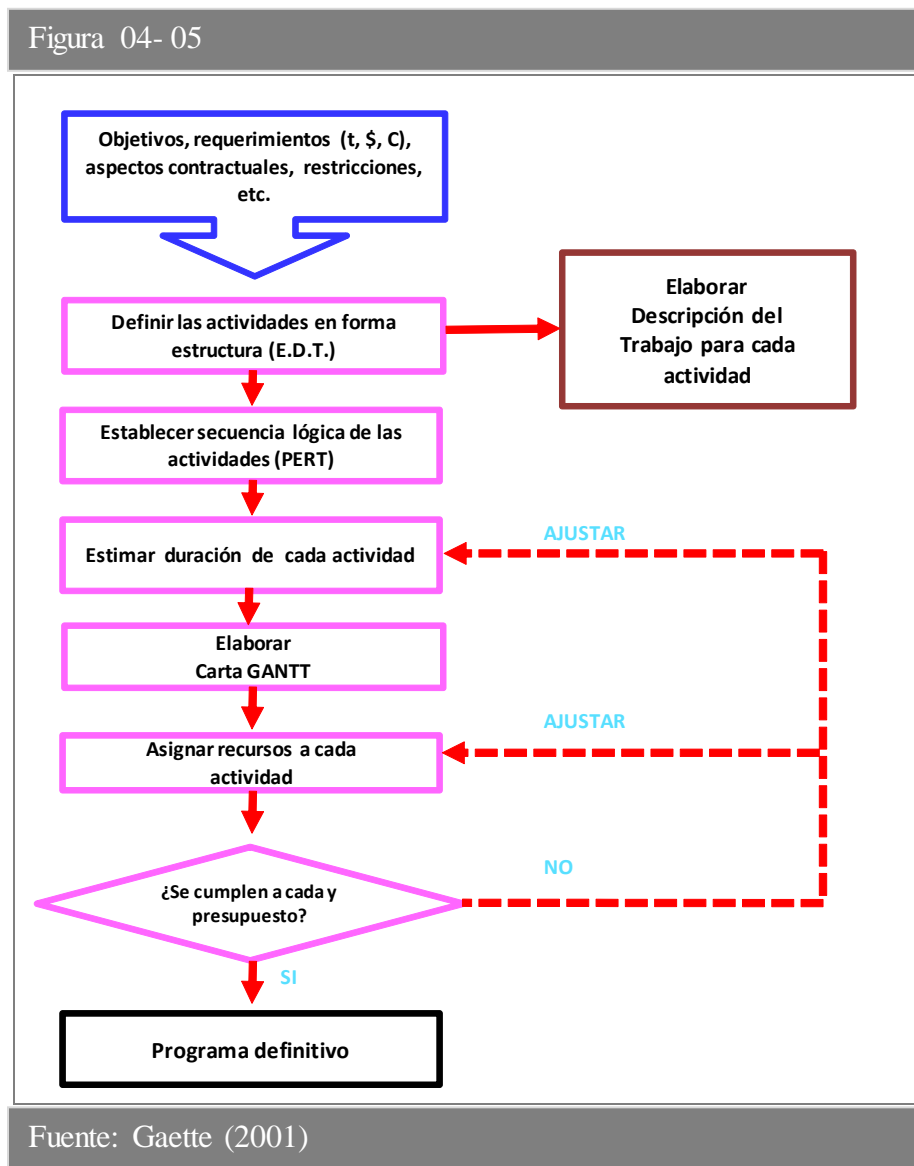 Figura 04- 05
Objetivos, requerimientos (t, $, C),
aspectos contractuales, restricciones,
etc.
Definir las actividades en forma
estructura (E.D.T.)
Elaborar
Descripción del
Trabajo para cada
actividad
Establecer secuencia lógica de las
actividades (PERT)
Estimar duración de cada actividad
AJUSTAR
Elaborar
Carta GANTT
Asignar recursos a cada
actividad
AJUSTAR
¿Se cumplen a cada y
presupuesto?
NO
SI
Programa definitivo
Fuente: Gaette (2001)